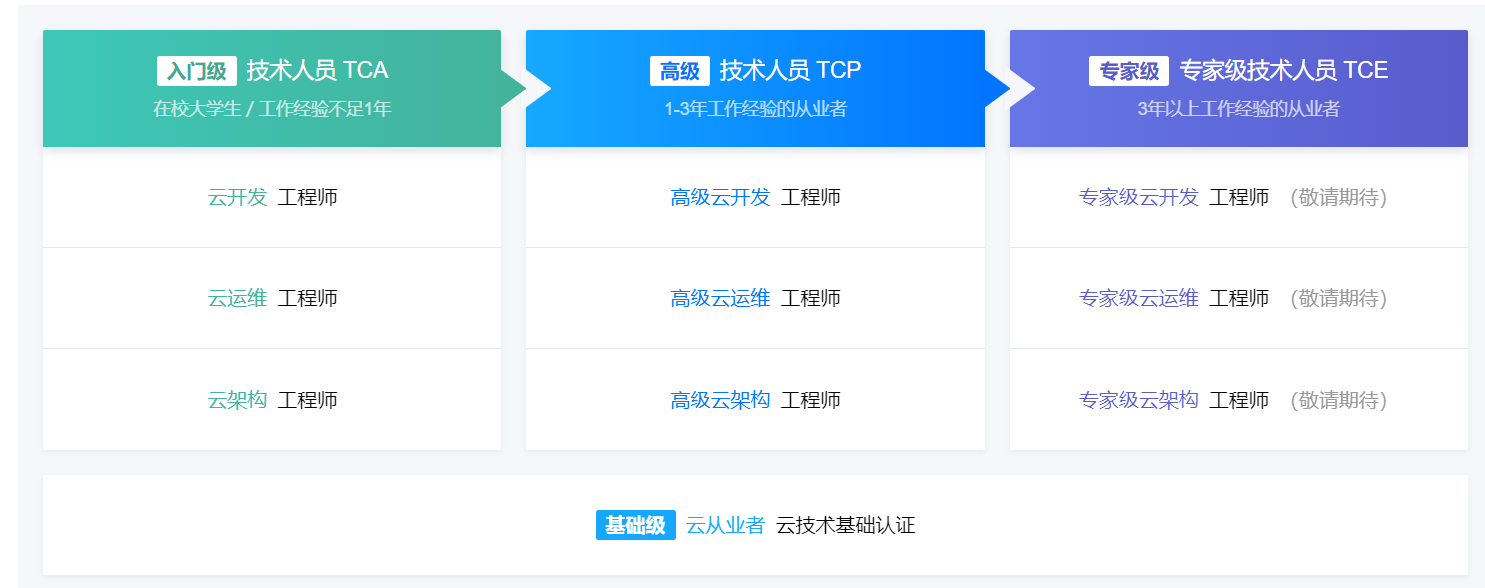 入门级 技术人员 TCA
在校大学生 / 工作经验不足1年
高级 技术人员 TCP
1-3年工作经验的从业者
专家级 专家级技术人员 TCE
3年以上工作经验的从业者
云开发 工程师
高级云开发 工程师
专家级云开发 工程师 (敬请期待)
云运维 工程师
高级云运维 工程师
专家级云运维 工程师 (敬请期待)
云架构 工程师
高级云架构 工程师
专家级云架构 工程师 (敬请期待)
基础级 云从业者 云技术基础认证